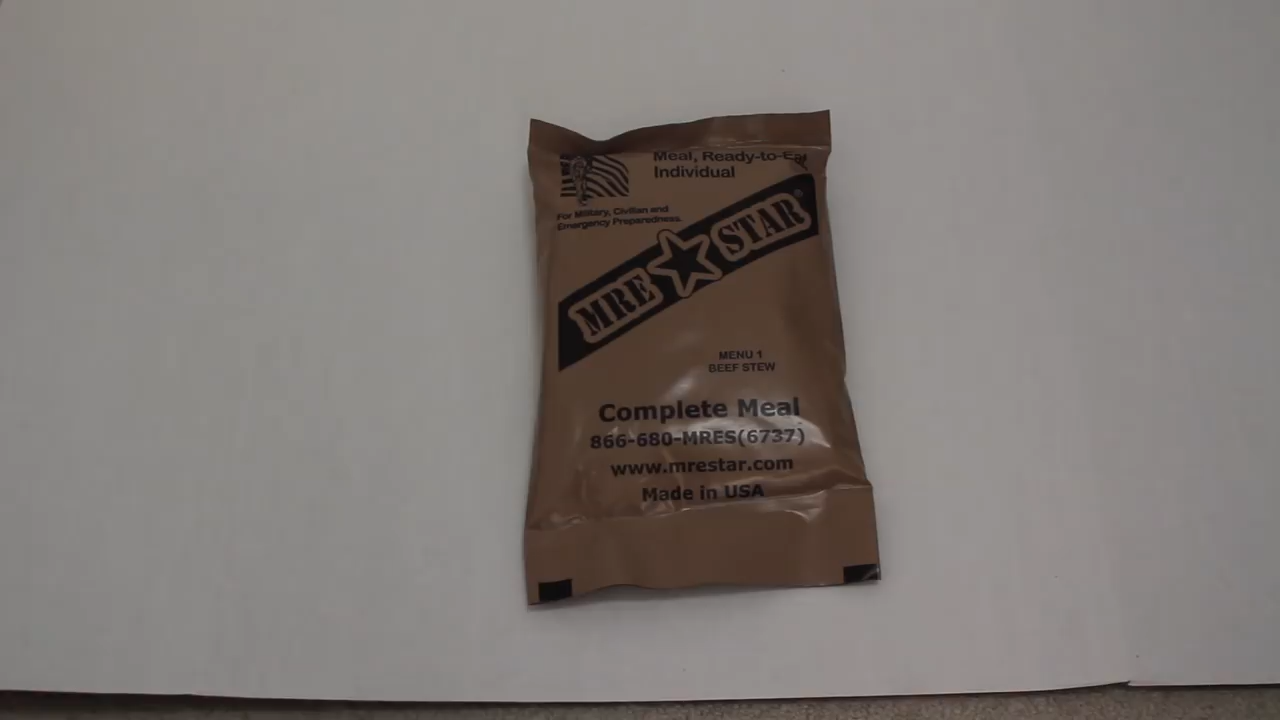 Meal, Ready-to-Eat
Individual
For Military, Civilian and
Emergency Preparedness.
MRE STAR®
MENU 1
BEEF STEW
Complete Meal
866-680-MRES(6737)
www.mrestar.com
Made in USA